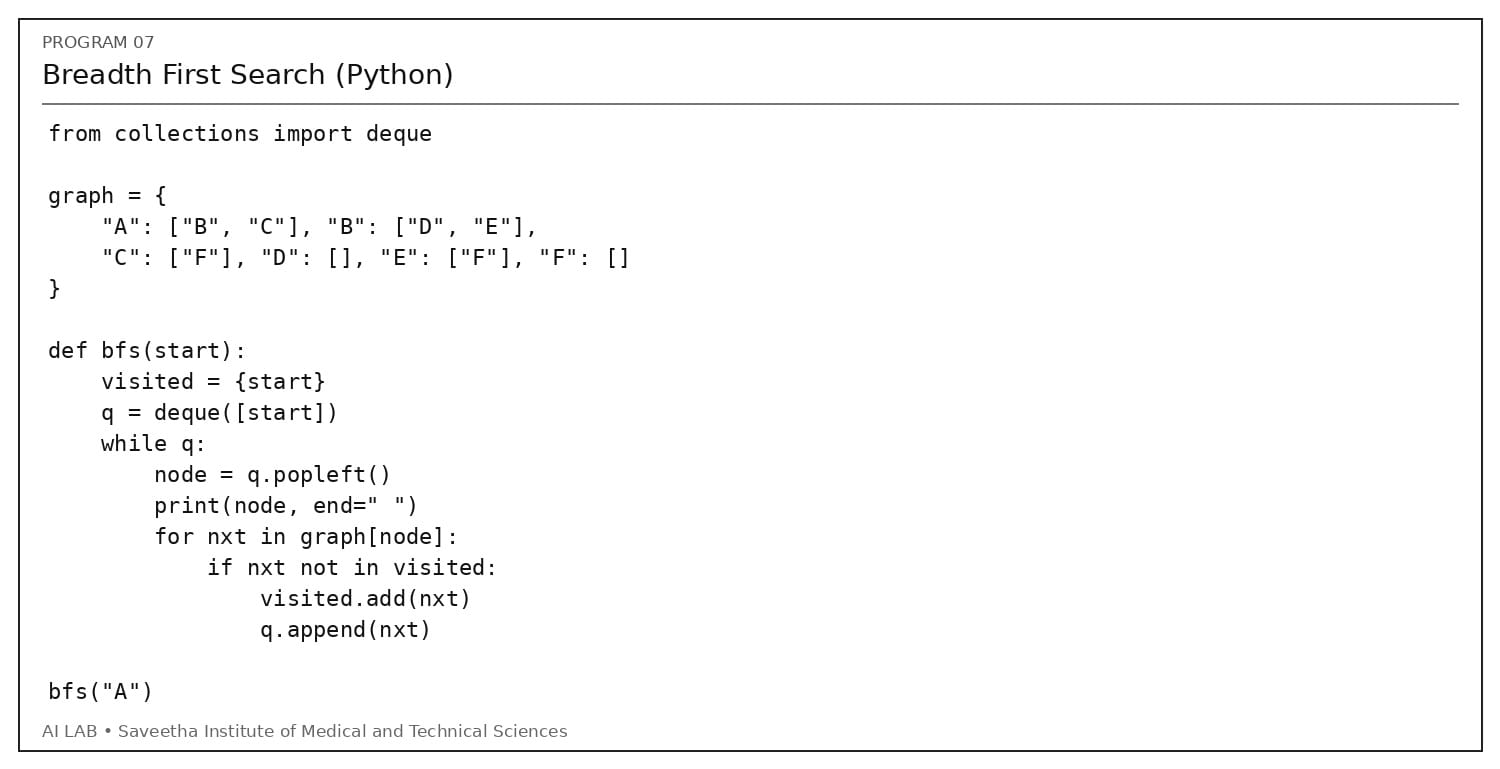 PROGRAM 07
Breadth First Search (Python)
from collections import deque

graph = {
    "A": ["B", "C"], "B": ["D", "E"],
    "C": ["F"], "D": [], "E": ["F"], "F": []
}

def bfs(start):
    visited = {start}
    q = deque([start])
    while q:
        node = q.popleft()
        print(node, end=" ")
        for nxt in graph[node]:
            if nxt not in visited:
                visited.add(nxt)
                q.append(nxt)

bfs("A")
AI LAB • Saveetha Institute of Medical and Technical Sciences